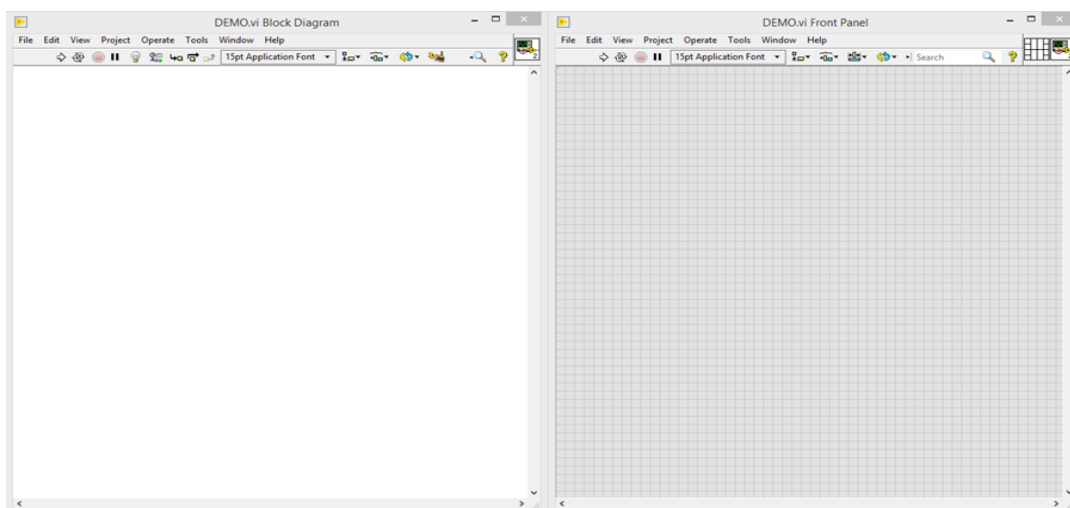 DEMO.vi Block Diagram
File Edit View Project Operate Tools Window Help
15pt Application Font
2
DEMO.vi Front Panel
File Edit View Project Operate Tools Window Help
15pt Application Font
Search